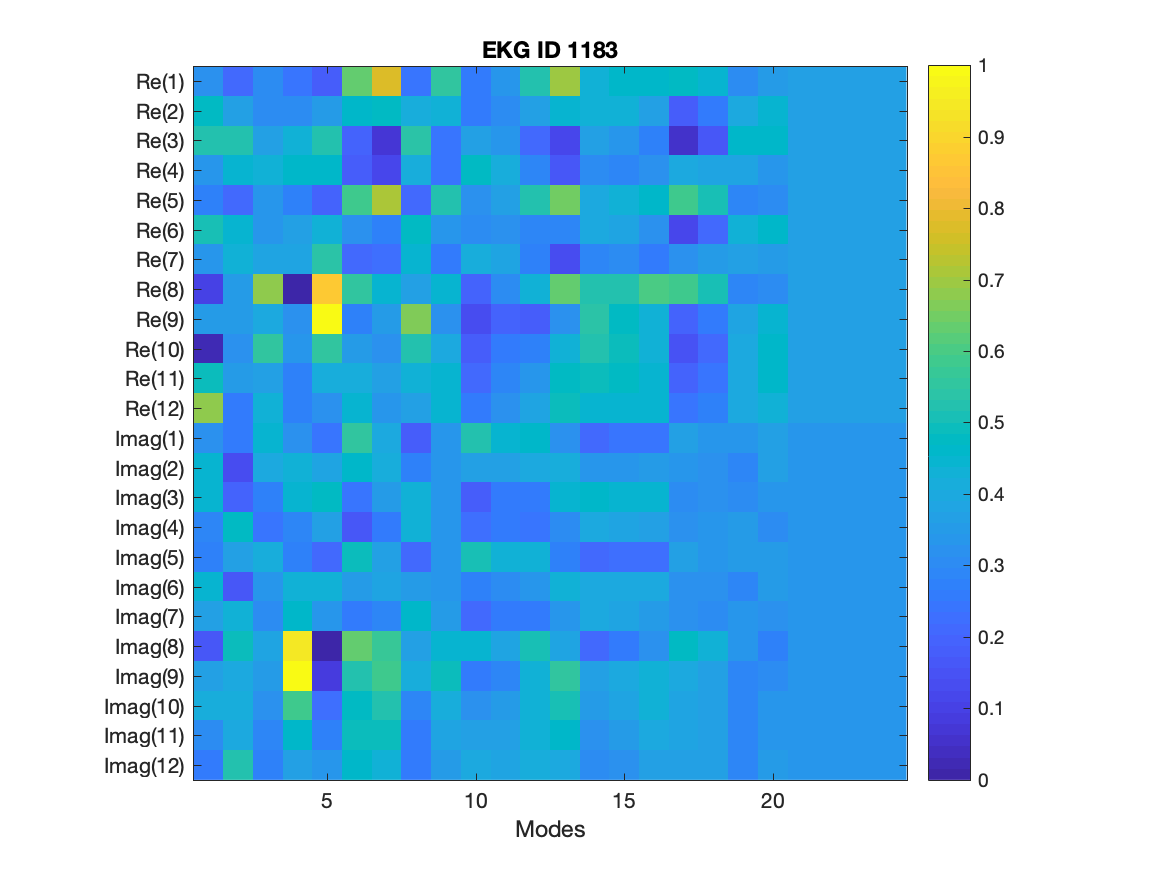 EKG ID 1183
Re(1)
Re(2)
Re(3)
Re(4)
Re(5)
Re(6)
Re(7)
Re(8)
Re(9)
Re(10)
Re(11)
Re(12)
Imag(1)
Imag(2)
Imag(3)
Imag(4)
Imag(5)
Imag(6)
Imag(7)
Imag(8)
Imag(9)
Imag(10)
Imag(11)
Imag(12)
5 10 15 20
Modes
1
0.9
0.8
0.7
0.6
0.5
0.4
0.3
0.2
0.1
0